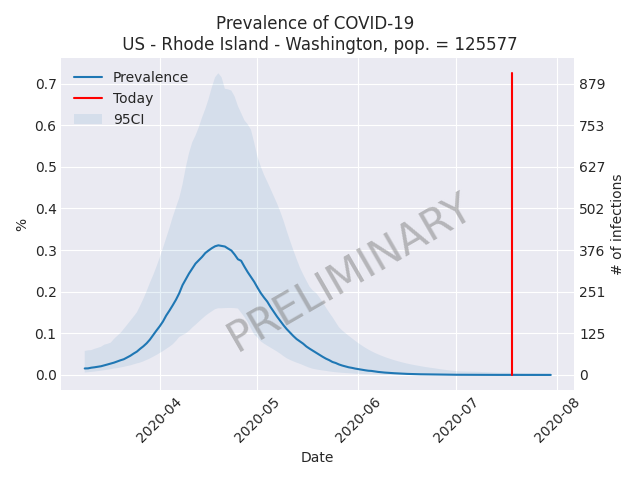 Prevalence of COVID-19
US - Rhode Island - Washington, pop. = 125577
Prevalence
Today
95CI
0.7
0.6
0.5
0.4
0.3
0.2
0.1
0.0
%
879
753
627
502
376
251
125
0
# of infections
PRELIMINARY
2020-04
2020-05
2020-06
2020-07
2020-08
Date